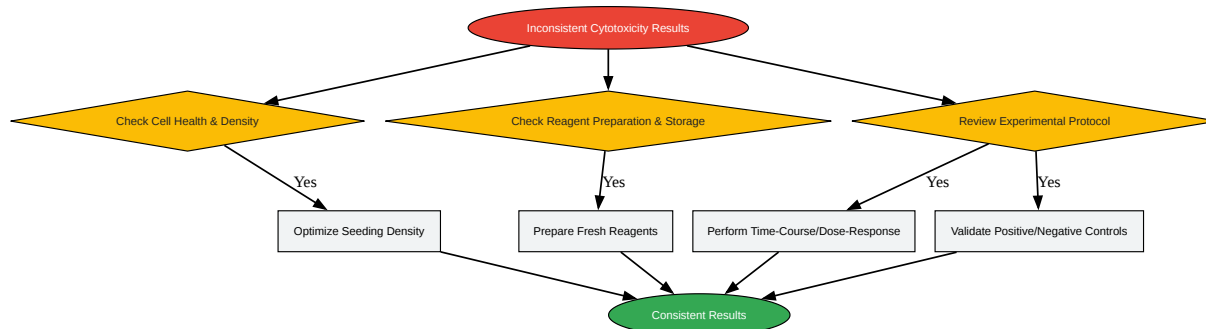 Inconsistent Cytotoxicity Results
Check Cell Health & Density
Check Reagent Preparation & Storage
Review Experimental Protocol
Yes
Yes
Yes
Yes
Optimize Seeding Density
Prepare Fresh Reagents
Perform Time-Course/Dose-Response
Validate Positive/Negative Controls
Consistent Results